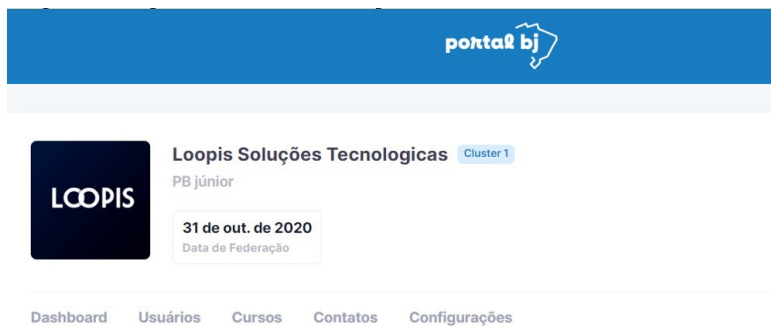 portal bj
LOOPIS
Loopis Soluções Tecnologicas Cluster 1
PB júnior
31 de out. de 2020
Data de Federação
Dashboard Usuários Cursos Contatos Configurações